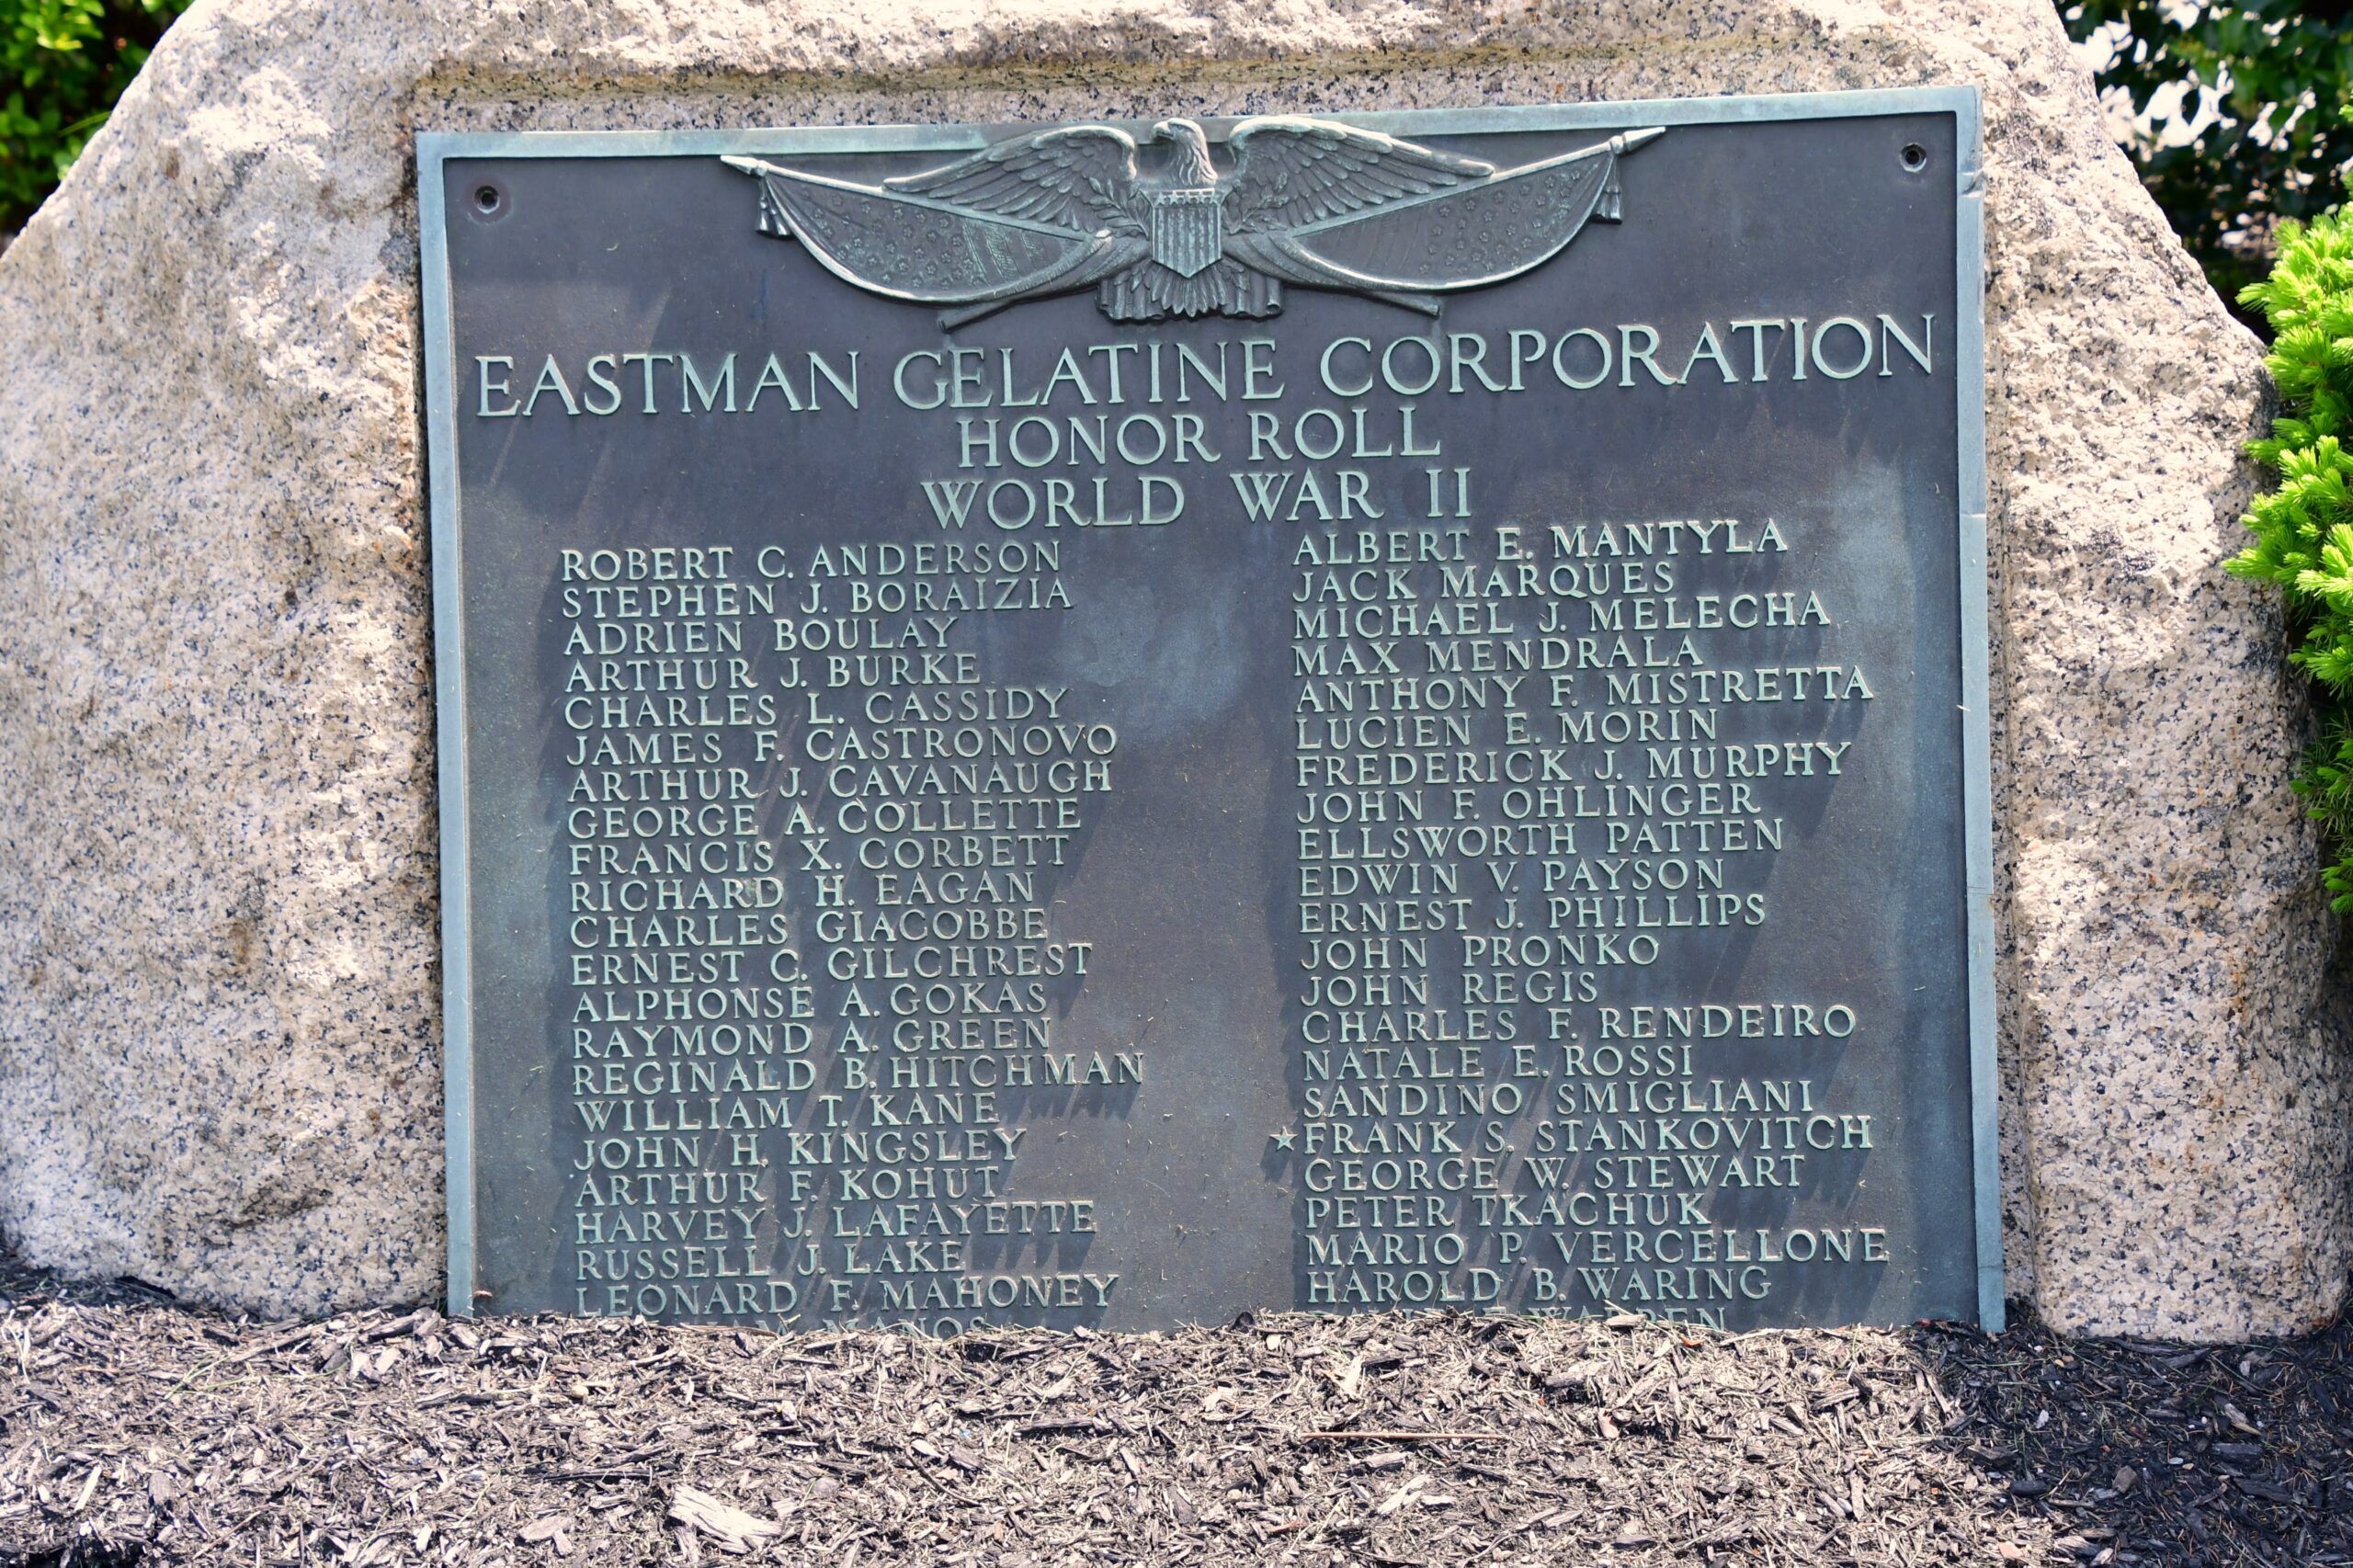 EASTMAN GELATINE CORPORATION
HONOR ROLL
WORLD WAR II
ROBERT C. ANDERSON
STEPHEN J. BORAIZIA
ADRIEN BOULAY
ARTHUR J. BURKE
CHARLES L. CASSIDY
JAMES F. CASTRONOVO
ARTHUR J. CAVANAUGH
GEORGE A. COLLETTE
FRANCIS X. CORBETT
RICHARD H. EAGAN
CHARLES GIACOBBE
ERNEST C. GILCHREST
ALPHONSE A. GOKAS
RAYMOND A. GREEN
REGINALD B. HITCHMAN
WILLIAM T. KANE
JOHN H. KINGSLEY
ARTHUR F. KOHUT
HARVEY J. LAFAYETTE
RUSSELL J. LAKE
LEONARD F. MAHONEY
MANOS
ALBERT E. MANTYLA
JACK MARQUES
MICHAEL J. MELECHA
MAX MENDRALA
ANTHONY F. MISTRETTA
LUCIEN E. MORIN
FREDERICK J. MURPHY
JOHN F. OHLINGER
ELLSWORTH PATTEN
EDWIN V. PAYSON
ERNEST J. PHILLIPS
JOHN PRONKO
JOHN REGIS
CHARLES F. RENDEIRO
NATALE E. ROSSI
SANDINO SMIGLIANI
★FRANK S. STANKOVITCH
GEORGE W. STEWART
PETER TKACHUK
MARIO P. VERCELLONE
HAROLD B. WARING
WARREN